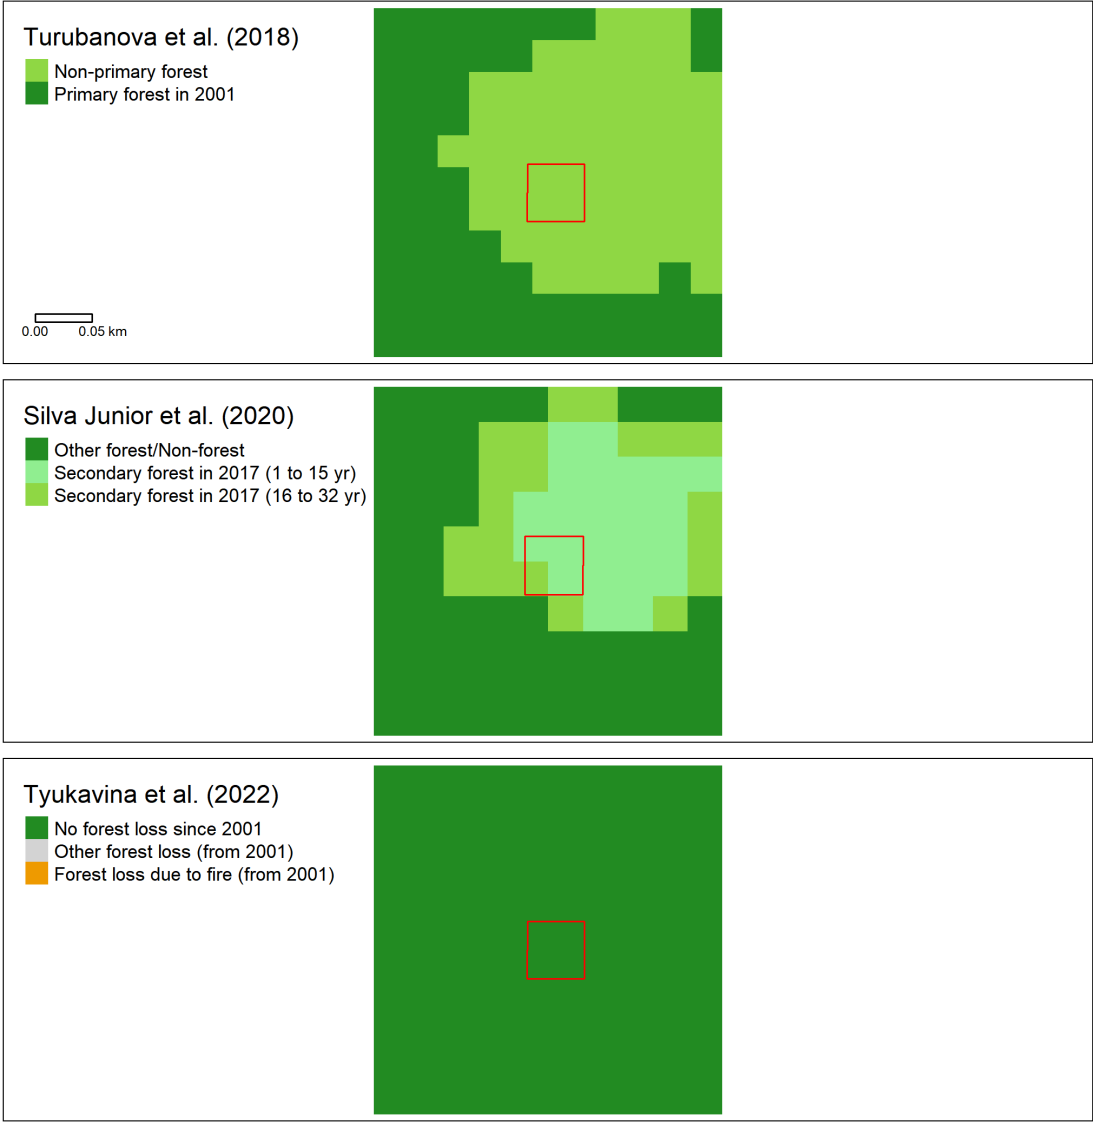 Turubanova et al. (2018)
Non-primary forest
Primary forest in 2001
0.00 0.05 km
Silva Junior et al. (2020)
Other forest/Non-forest
Secondary forest in 2017 (1 to 15 yr)
Secondary forest in 2017 (16 to 32 yr)
Tyukavina et al. (2022)
No forest loss since 2001
Other forest loss (from 2001)
Forest loss due to fire (from 2001)